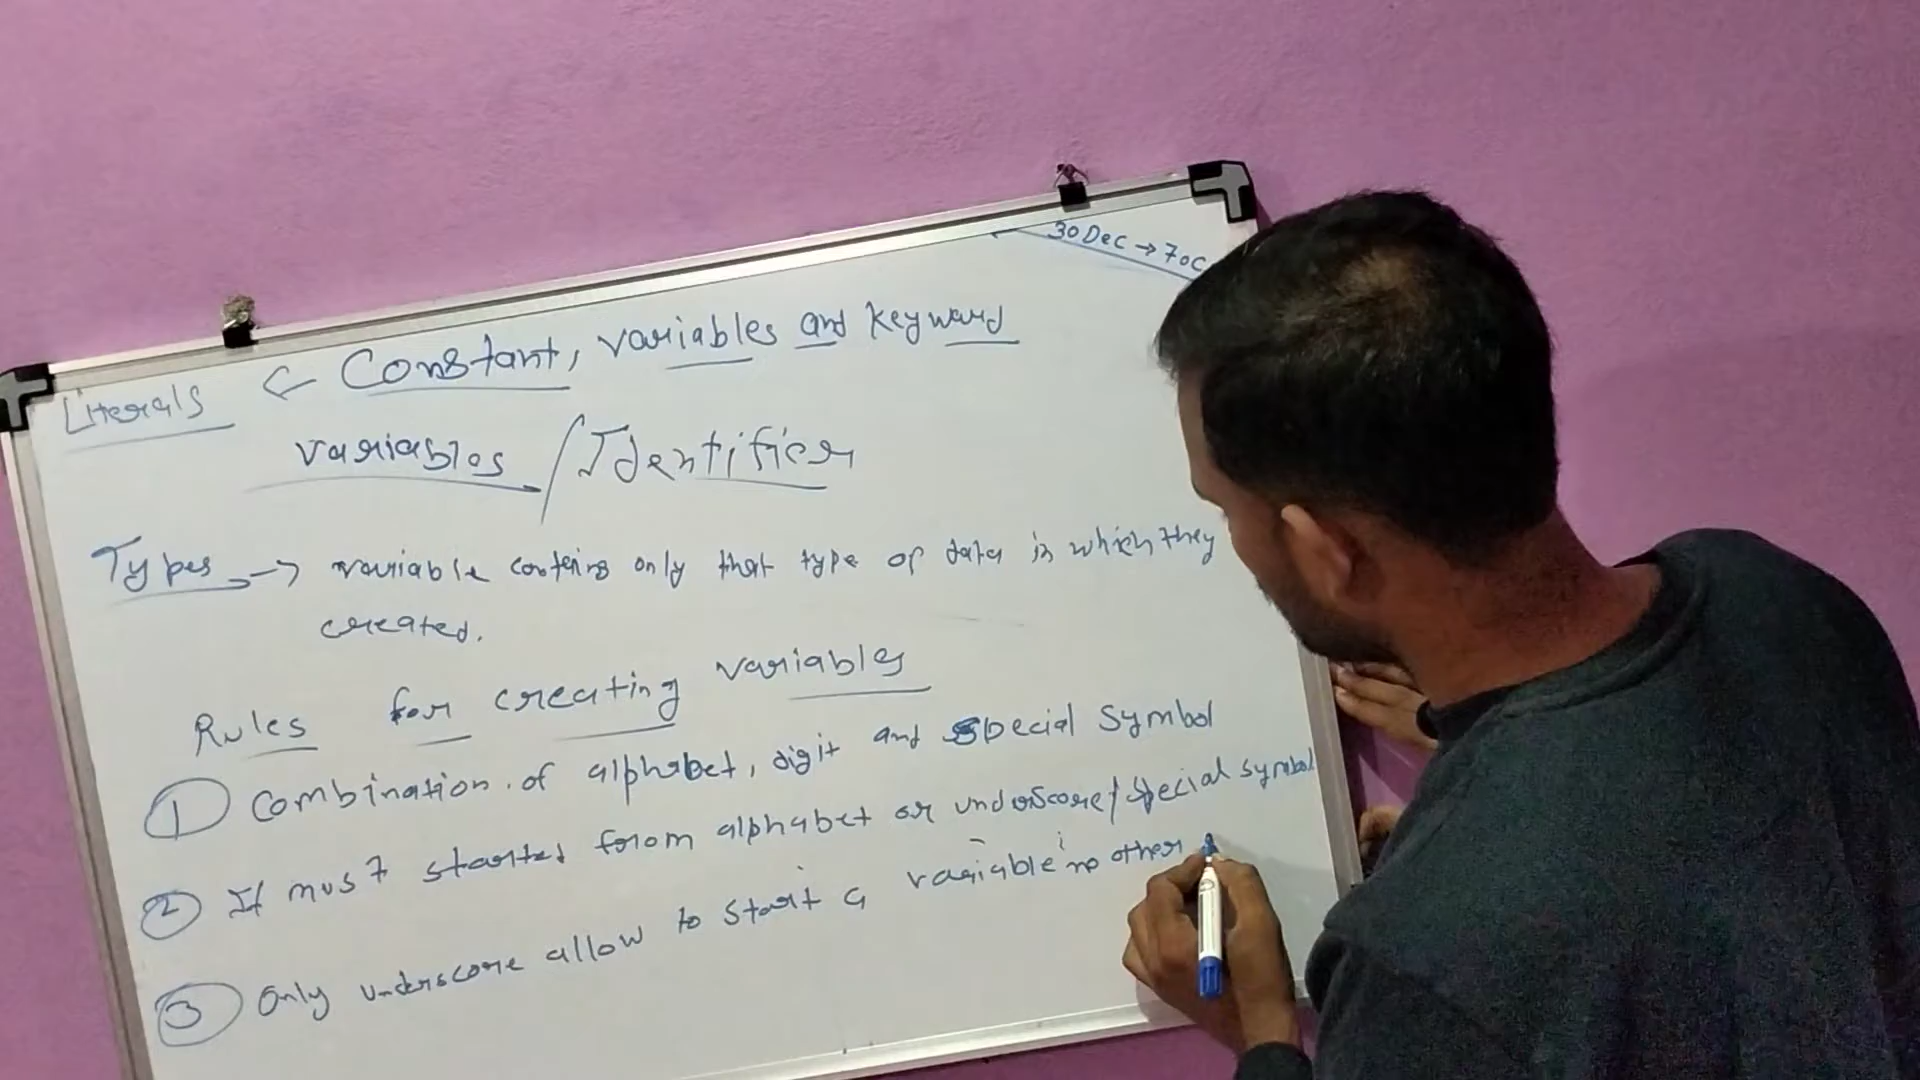 30 Dec → 7 oc
Literals ← Constant, variables and keyword
variables / Identifier
Types → variable contains only that type of data in which they
created.
Rules for creating variables
① Combination of alphabet, digit and Special Symbol
② It must started from alphabet or underscore/special symbol
③ Only underscore allow to start a variable no other